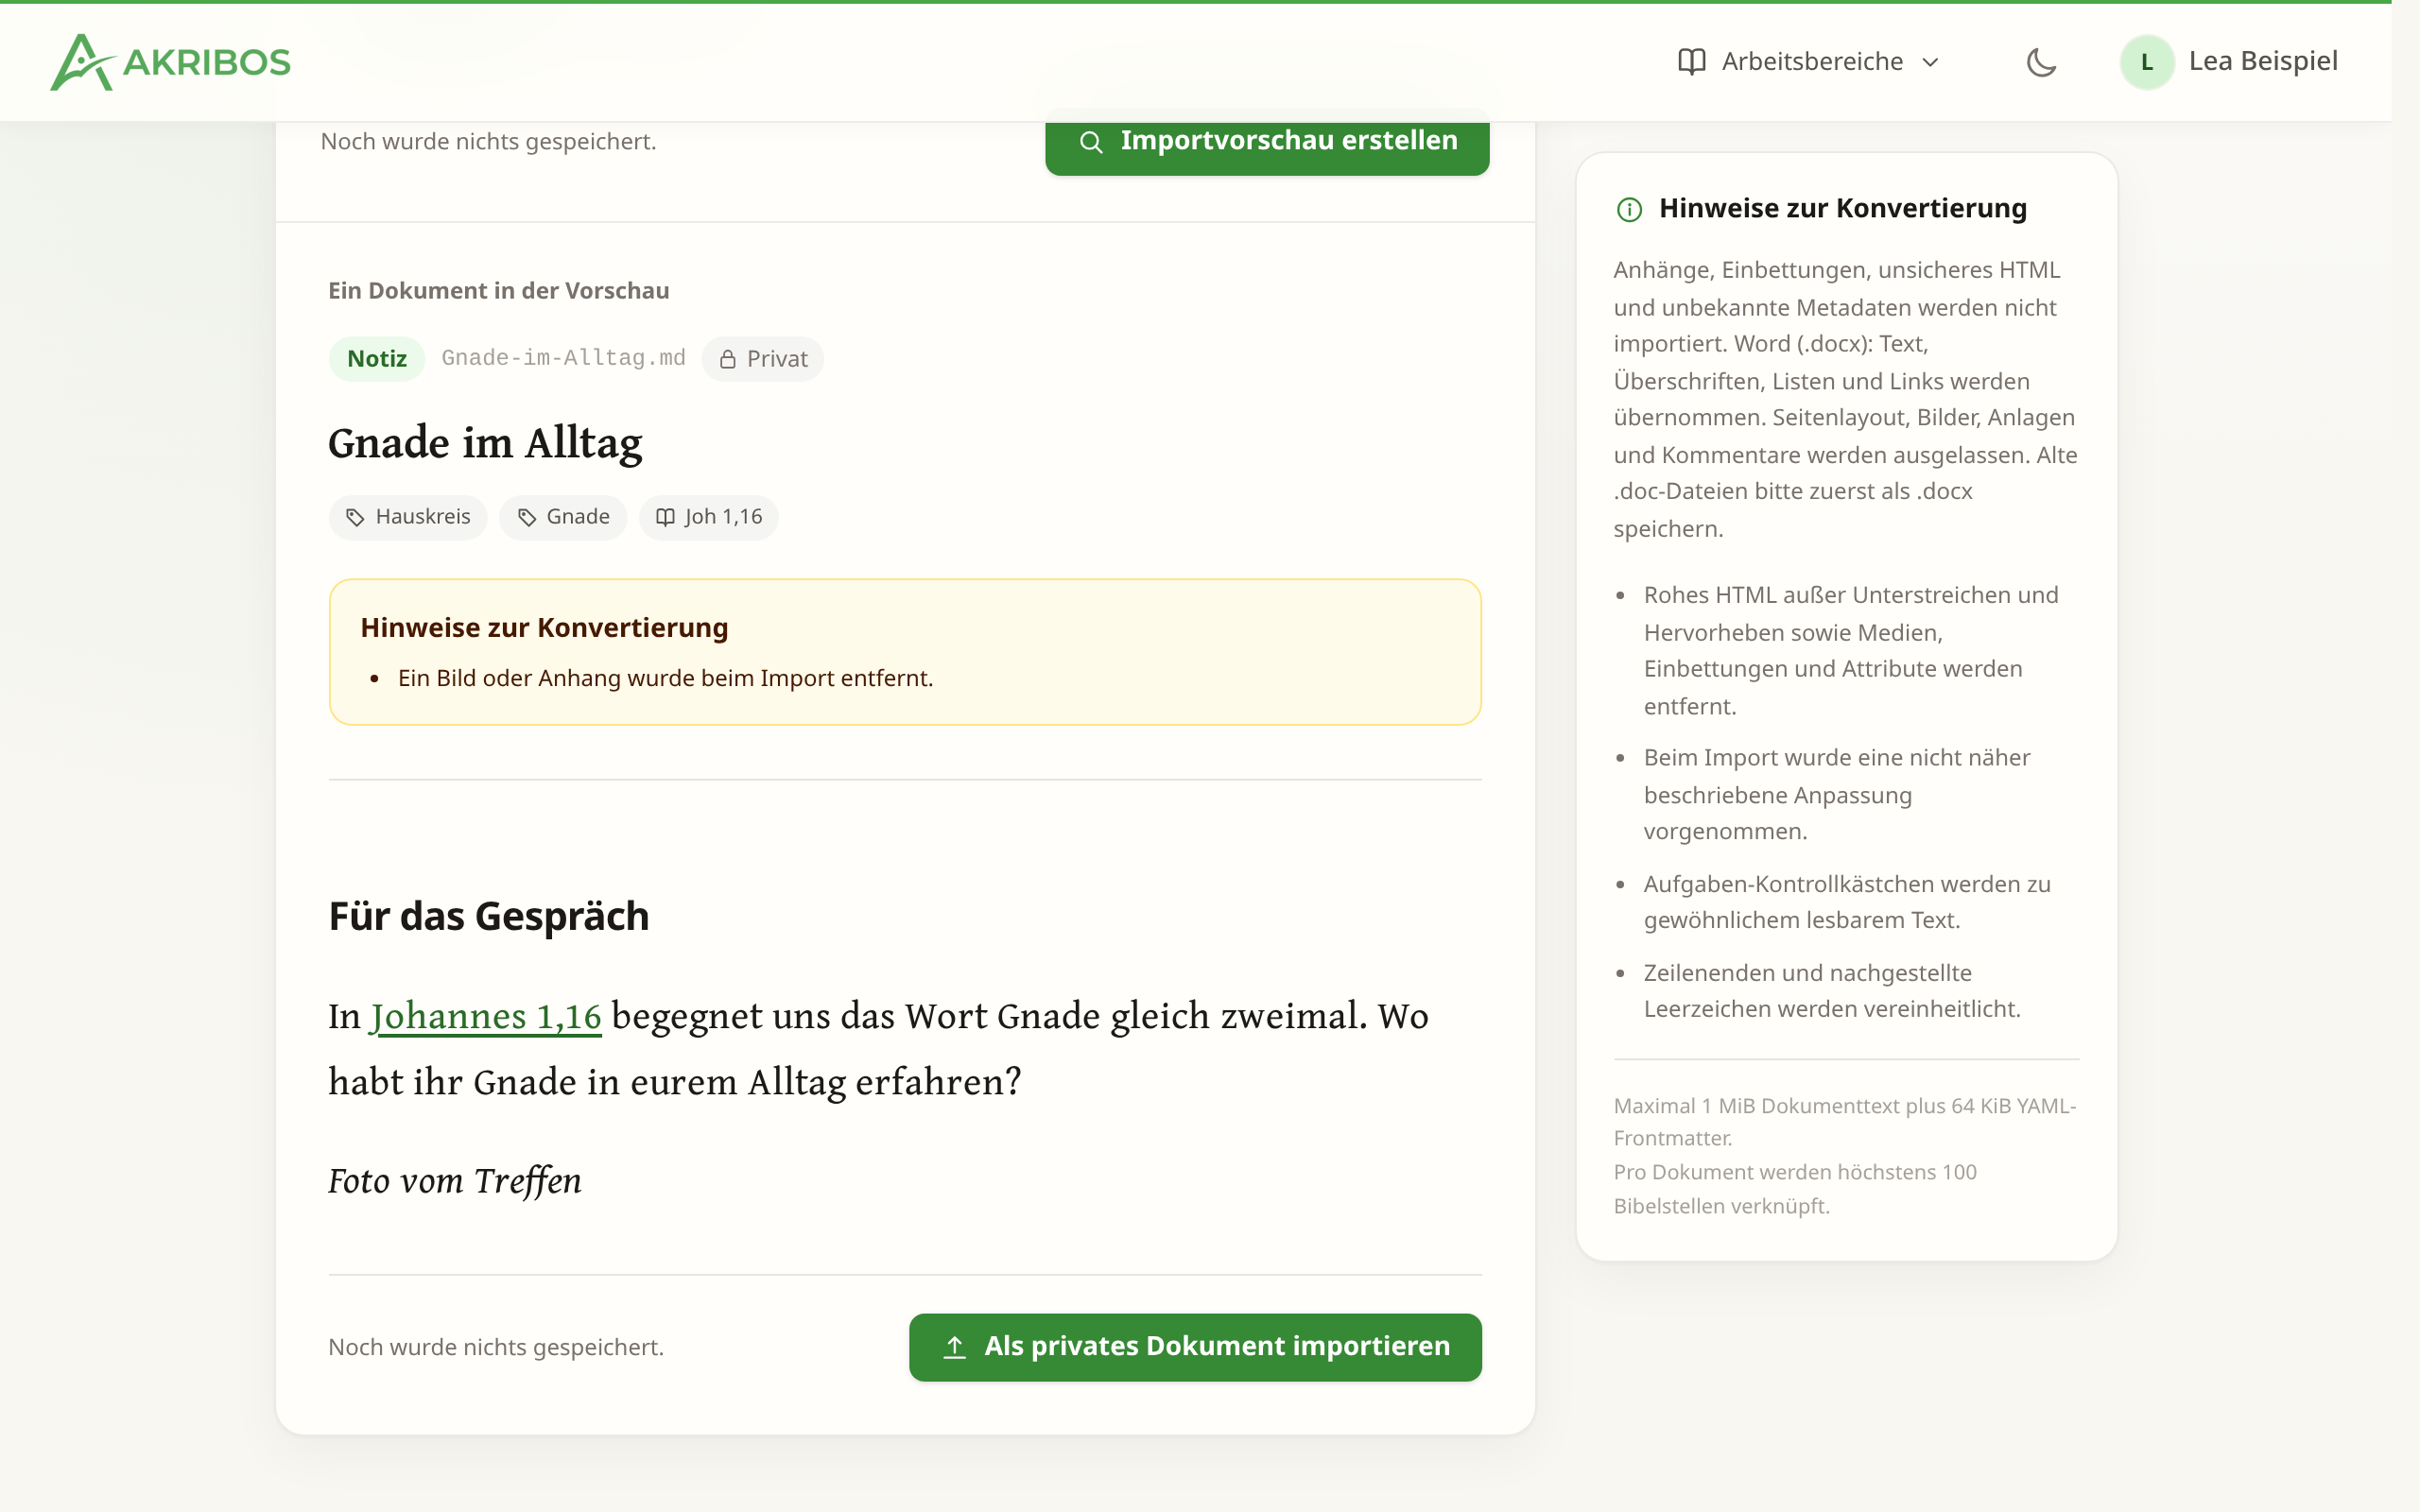 AKRIBOS
Arbeitsbereiche
L
Lea Beispiel
Noch wurde nichts gespeichert.
Importvorschau erstellen
Ein Dokument in der Vorschau
Notiz
Gnade-im-Alltag.md
Privat
Gnade im Alltag
Hauskreis
Gnade
Joh 1,16
Hinweise zur Konvertierung
• Ein Bild oder Anhang wurde beim Import entfernt.
Für das Gespräch
In Johannes 1,16 begegnet uns das Wort Gnade gleich zweimal. Wo
habt ihr Gnade in eurem Alltag erfahren?
Foto vom Treffen
Noch wurde nichts gespeichert.
Als privates Dokument importieren
Hinweise zur Konvertierung
Anhänge, Einbettungen, unsicheres HTML
und unbekannte Metadaten werden nicht
importiert. Word (.docx): Text,
Überschriften, Listen und Links werden
übernommen. Seitenlayout, Bilder, Anlagen
und Kommentare werden ausgelassen. Alte
.doc-Dateien bitte zuerst als .docx
speichern.
• Rohes HTML außer Unterstreichen und
Hervorheben sowie Medien,
Einbettungen und Attribute werden
entfernt.
• Beim Import wurde eine nicht näher
beschriebene Anpassung
vorgenommen.
• Aufgaben-Kontrollkästchen werden zu
gewöhnlichem lesbarem Text.
• Zeilenenden und nachgestellte
Leerzeichen werden vereinheitlicht.
Maximal 1 MiB Dokumenttext plus 64 KiB YAML-
Frontmatter.
Pro Dokument werden höchstens 100
Bibelstellen verknüpft.